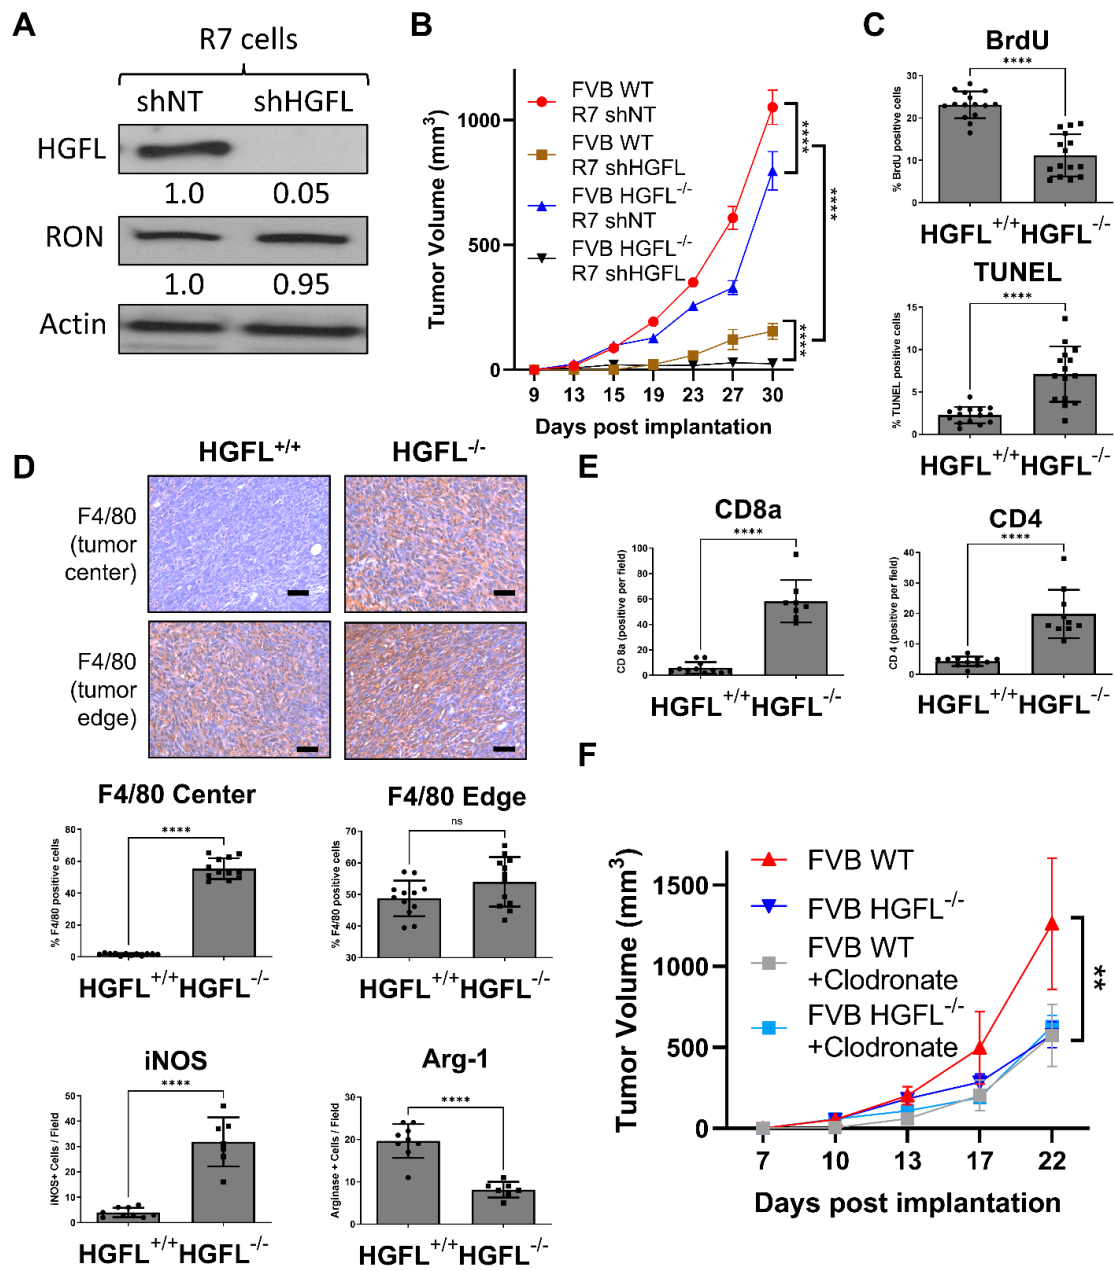 A
R7 cells
shNT shHGFL
HGFL
1.0 0.05
RON
1.0 0.95
Actin
B
Tumor Volume (mm³)
1000
500
0
9 13 15 19 23 27 30
Days post implantation
FVB WT
R7 shNT
FVB WT
R7 shHGFL
FVB HGFL-/-
R7 shNT
FVB HGFL-/-
R7 shHGFL
****
****
****
C
BrdU
****
% BrdU positive cells
30
20
10
0
HGFL+/+ HGFL-/-
TUNEL
****
% TUNEL positive cells
15
10
5
0
HGFL+/+ HGFL-/-
D
HGFL+/+ HGFL-/-
F4/80
(tumor
center)
F4/80
(tumor
edge)
F4/80 Center
****
% F4/80 positive cells
80
60
40
20
0
HGFL+/+ HGFL-/-
F4/80 Edge
ns
% F4/80 positive cells
70
60
50
40
30
HGFL+/+ HGFL-/-
iNOS
****
iNOS+ Cells / Field
50
40
30
20
10
0
HGFL+/+ HGFL-/-
Arg-1
****
Arginase + Cells / Field
30
20
10
0
HGFL+/+ HGFL-/-
E
CD8a
****
CD 8a (positive per field)
100
80
60
40
20
0
HGFL+/+ HGFL-/-
CD4
****
CD 4 (positive per field)
40
30
20
10
0
HGFL+/+ HGFL-/-
F
Tumor Volume (mm³)
1500
1000
500
0
7 10 13 17 22
Days post implantation
FVB WT
FVB HGFL-/-
FVB WT
+Clodronate
FVB HGFL-/-
+Clodronate
**